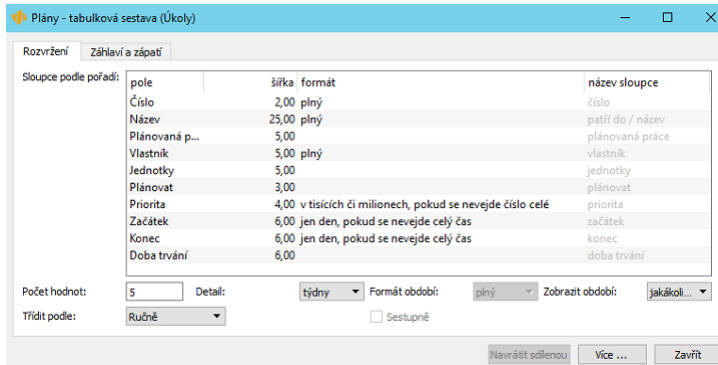 Plány - tabulková sestava (Úkoly)
Rozvržení Záhlaví a zápatí
Sloupce podle pořadí: pole šířka formát název sloupce
Číslo 2,00 plný číslo
Název 25,00 plný patří do / název
Plánovaná p... 5,00 plánovaná práce
Vlastník 5,00 plný vlastník
Jednotky 5,00 jednotky
Plánovat 3,00 plánovat
Priorita 4,00 v tisících či milionech, pokud se nevejde číslo celé priorita
Začátek 6,00 jen den, pokud se nevejde celý čas začátek
Konec 6,00 jen den, pokud se nevejde celý čas konec
Doba trvání 6,00 doba trvání
Počet hodnot: 5 Detail: týdny Formát období: plný Zobrazit období: jakákoli...
Třídit podle: Ručně Sestupně
Navrátit sdílenou Více ... Zavřít